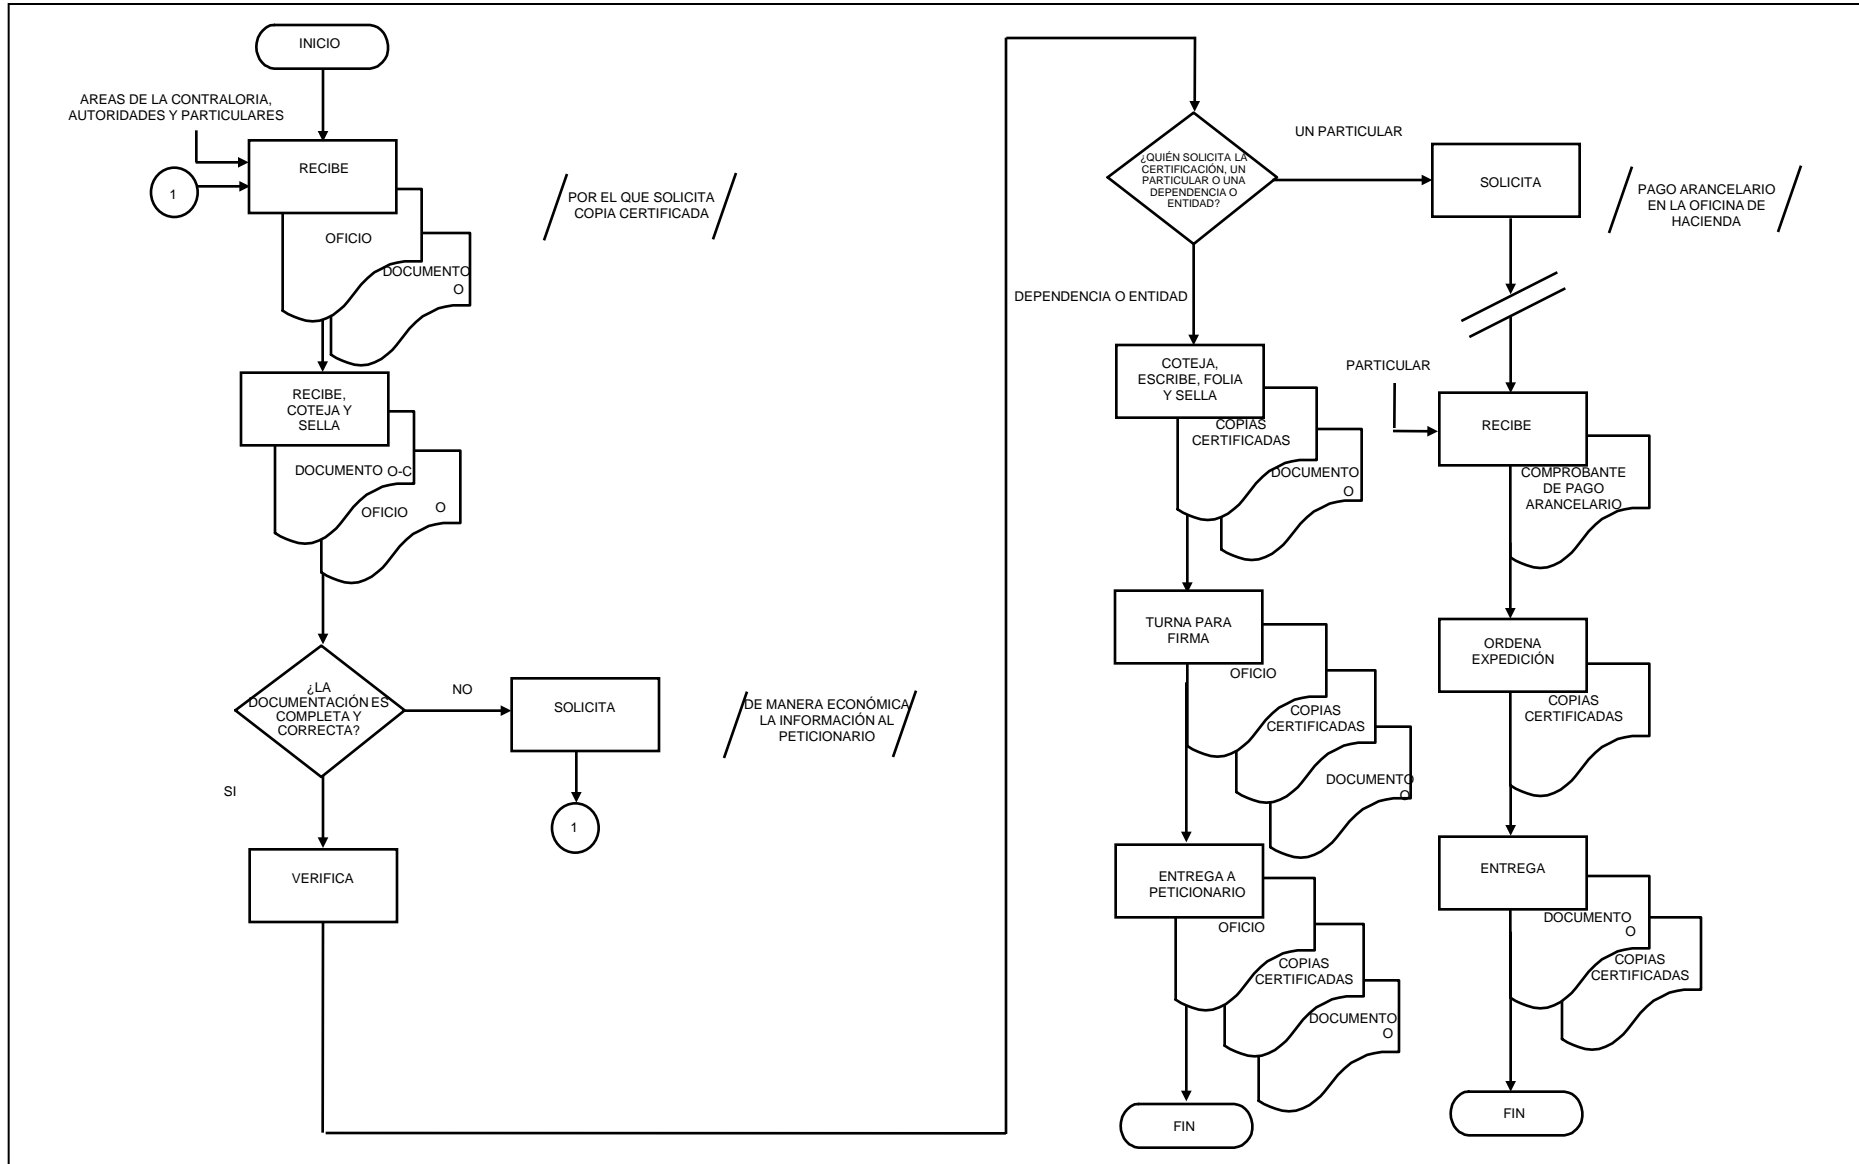 INICIO
AREAS DE LA CONTRALORIA,
AUTORIDADES Y PARTICULARES
RECIBE
1
OFICIO
DOCUMENTO
O
POR EL QUE SOLICITA
COPIA CERTIFICADA
RECIBE,
COTEJA Y
SELLA
DOCUMENTO O-C
OFICIO O
¿LA
DOCUMENTACIÓN ES
COMPLETA Y
CORRECTA?
NO
SOLICITA
DE MANERA ECONÓMICA
LA INFORMACIÓN AL
PETICIONARIO
1
SI
VERIFICA
¿QUIÉN SOLICITA LA
CERTIFICACIÓN, UN
PARTICULAR O UNA
DEPENDENCIA O
ENTIDAD?
UN PARTICULAR
SOLICITA
PAGO ARANCELARIO
EN LA OFICINA DE
HACIENDA
DEPENDENCIA O ENTIDAD
COTEJA,
ESCRIBE, FOLIA
Y SELLA
COPIAS
CERTIFICADAS
DOCUMENTO
O
TURNA PARA
FIRMA
OFICIO
COPIAS
CERTIFICADAS
DOCUMENTO
O
ENTREGA A
PETICIONARIO
OFICIO
COPIAS
CERTIFICADAS
DOCUMENTO
O
FIN
PARTICULAR
RECIBE
COMPROBANTE
DE PAGO
ARANCELARIO
ORDENA
EXPEDICIÓN
COPIAS
CERTIFICADAS
ENTREGA
DOCUMENTO
O
COPIAS
CERTIFICADAS
FIN